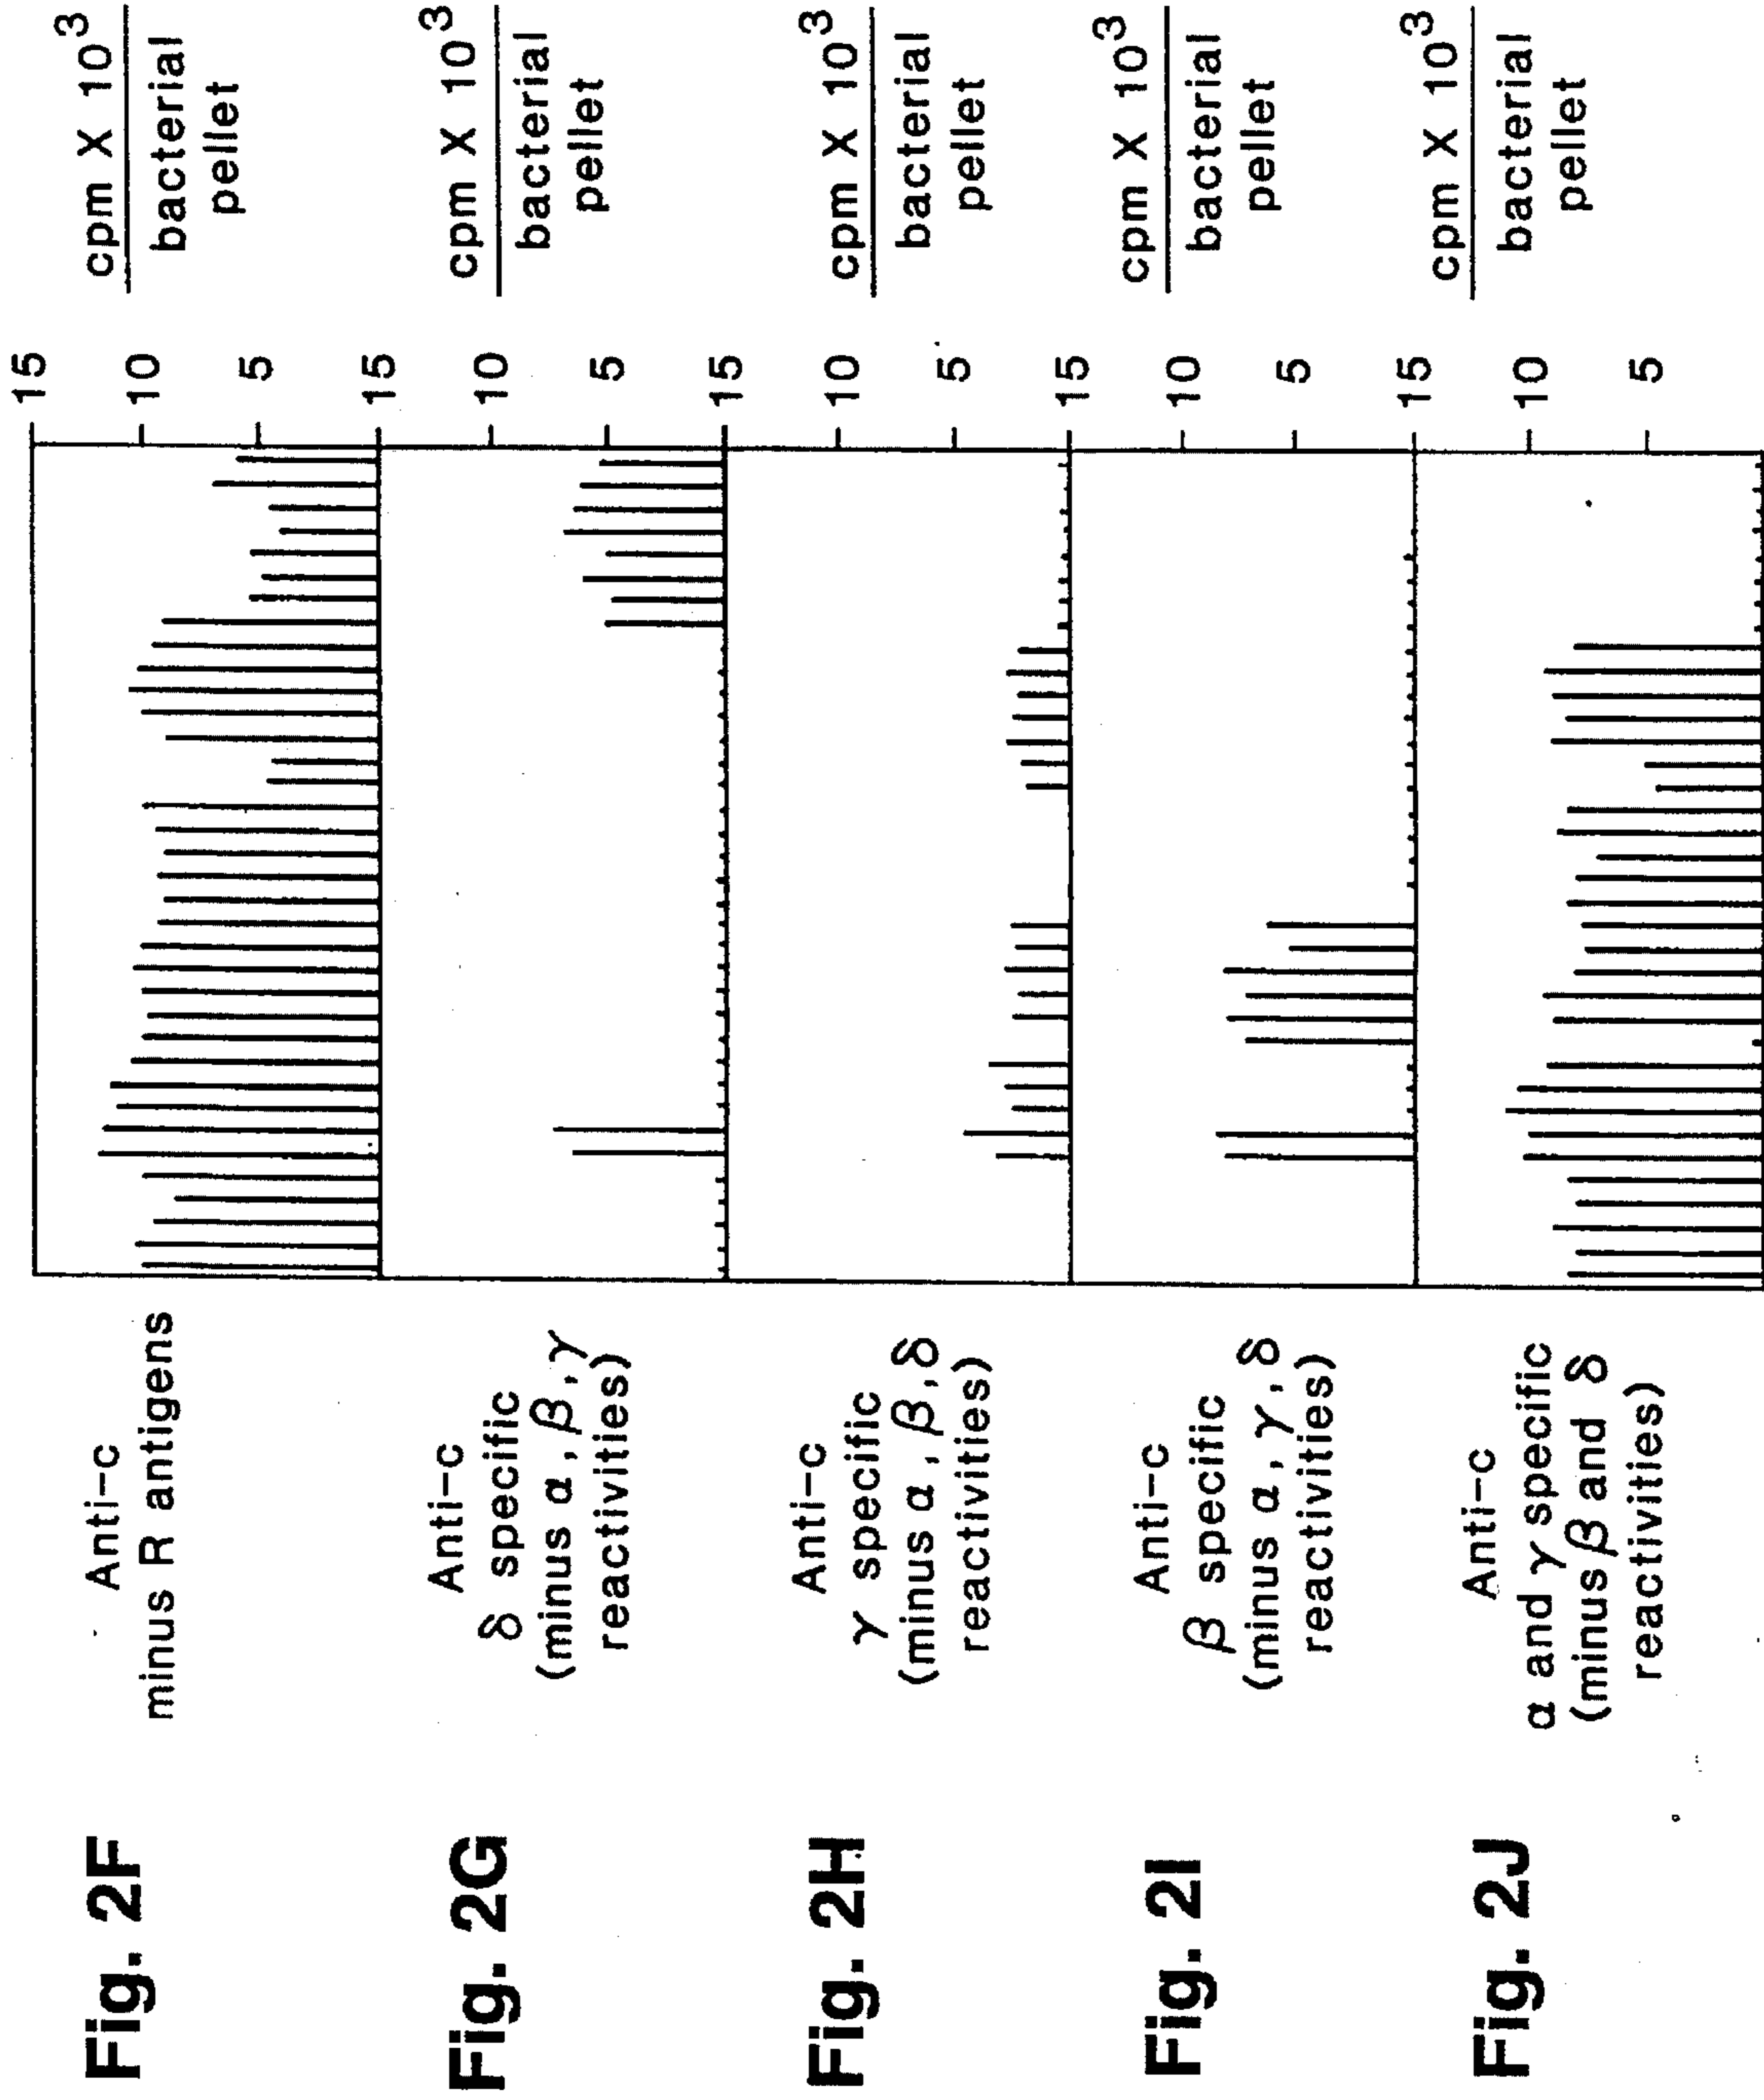 Fig. 2F
Anti-c
minus R antigens
15
10
5
cpm X 10³
bacterial
pellet
Fig. 2G
Anti-c
δ specific
(minus α, β, γ
reactivities)
15
10
5
cpm X 10³
bacterial
pellet
Fig. 2H
Anti-c
γ specific
(minus α, β, δ
reactivities)
15
10
5
cpm X 10³
bacterial
pellet
Fig. 2I
Anti-c
β specific
(minus α, γ, δ
reactivities)
15
10
5
cpm X 10³
bacterial
pellet
Fig. 2J
Anti-c
α and γ specific
(minus β and δ
reactivities)
15
10
5
cpm X 10³
bacterial
pellet